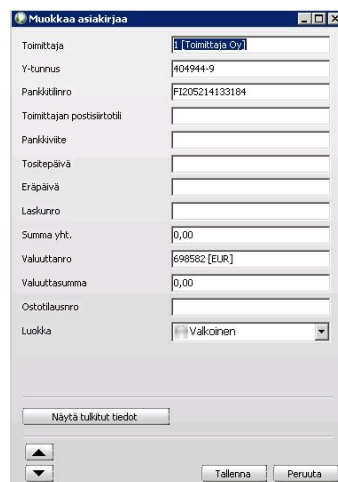 Muokkaa asiakirjaa
Toimittaja 1 [Toimittaja Oy]
Y-tunnus 404944-9
Pankkitilinro FI205214133184
Toimittajan postisiirtotili
Pankkiviite
Tositepäivä
Eräpäivä
Laskunro
Summa yht. 0,00
Valuuttanro 698582 [EUR]
Valuuttasumma 0,00
Ostotilausnro
Luokka Valkoinen
Näytä tulkitut tiedot
Tallenna Peruuta